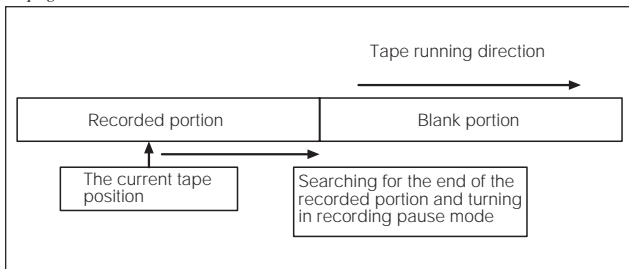 Tape running direction
Recorded portion
Blank portion
The current tape
position
Searching for the end of the
recorded portion and turning
in recording pause mode